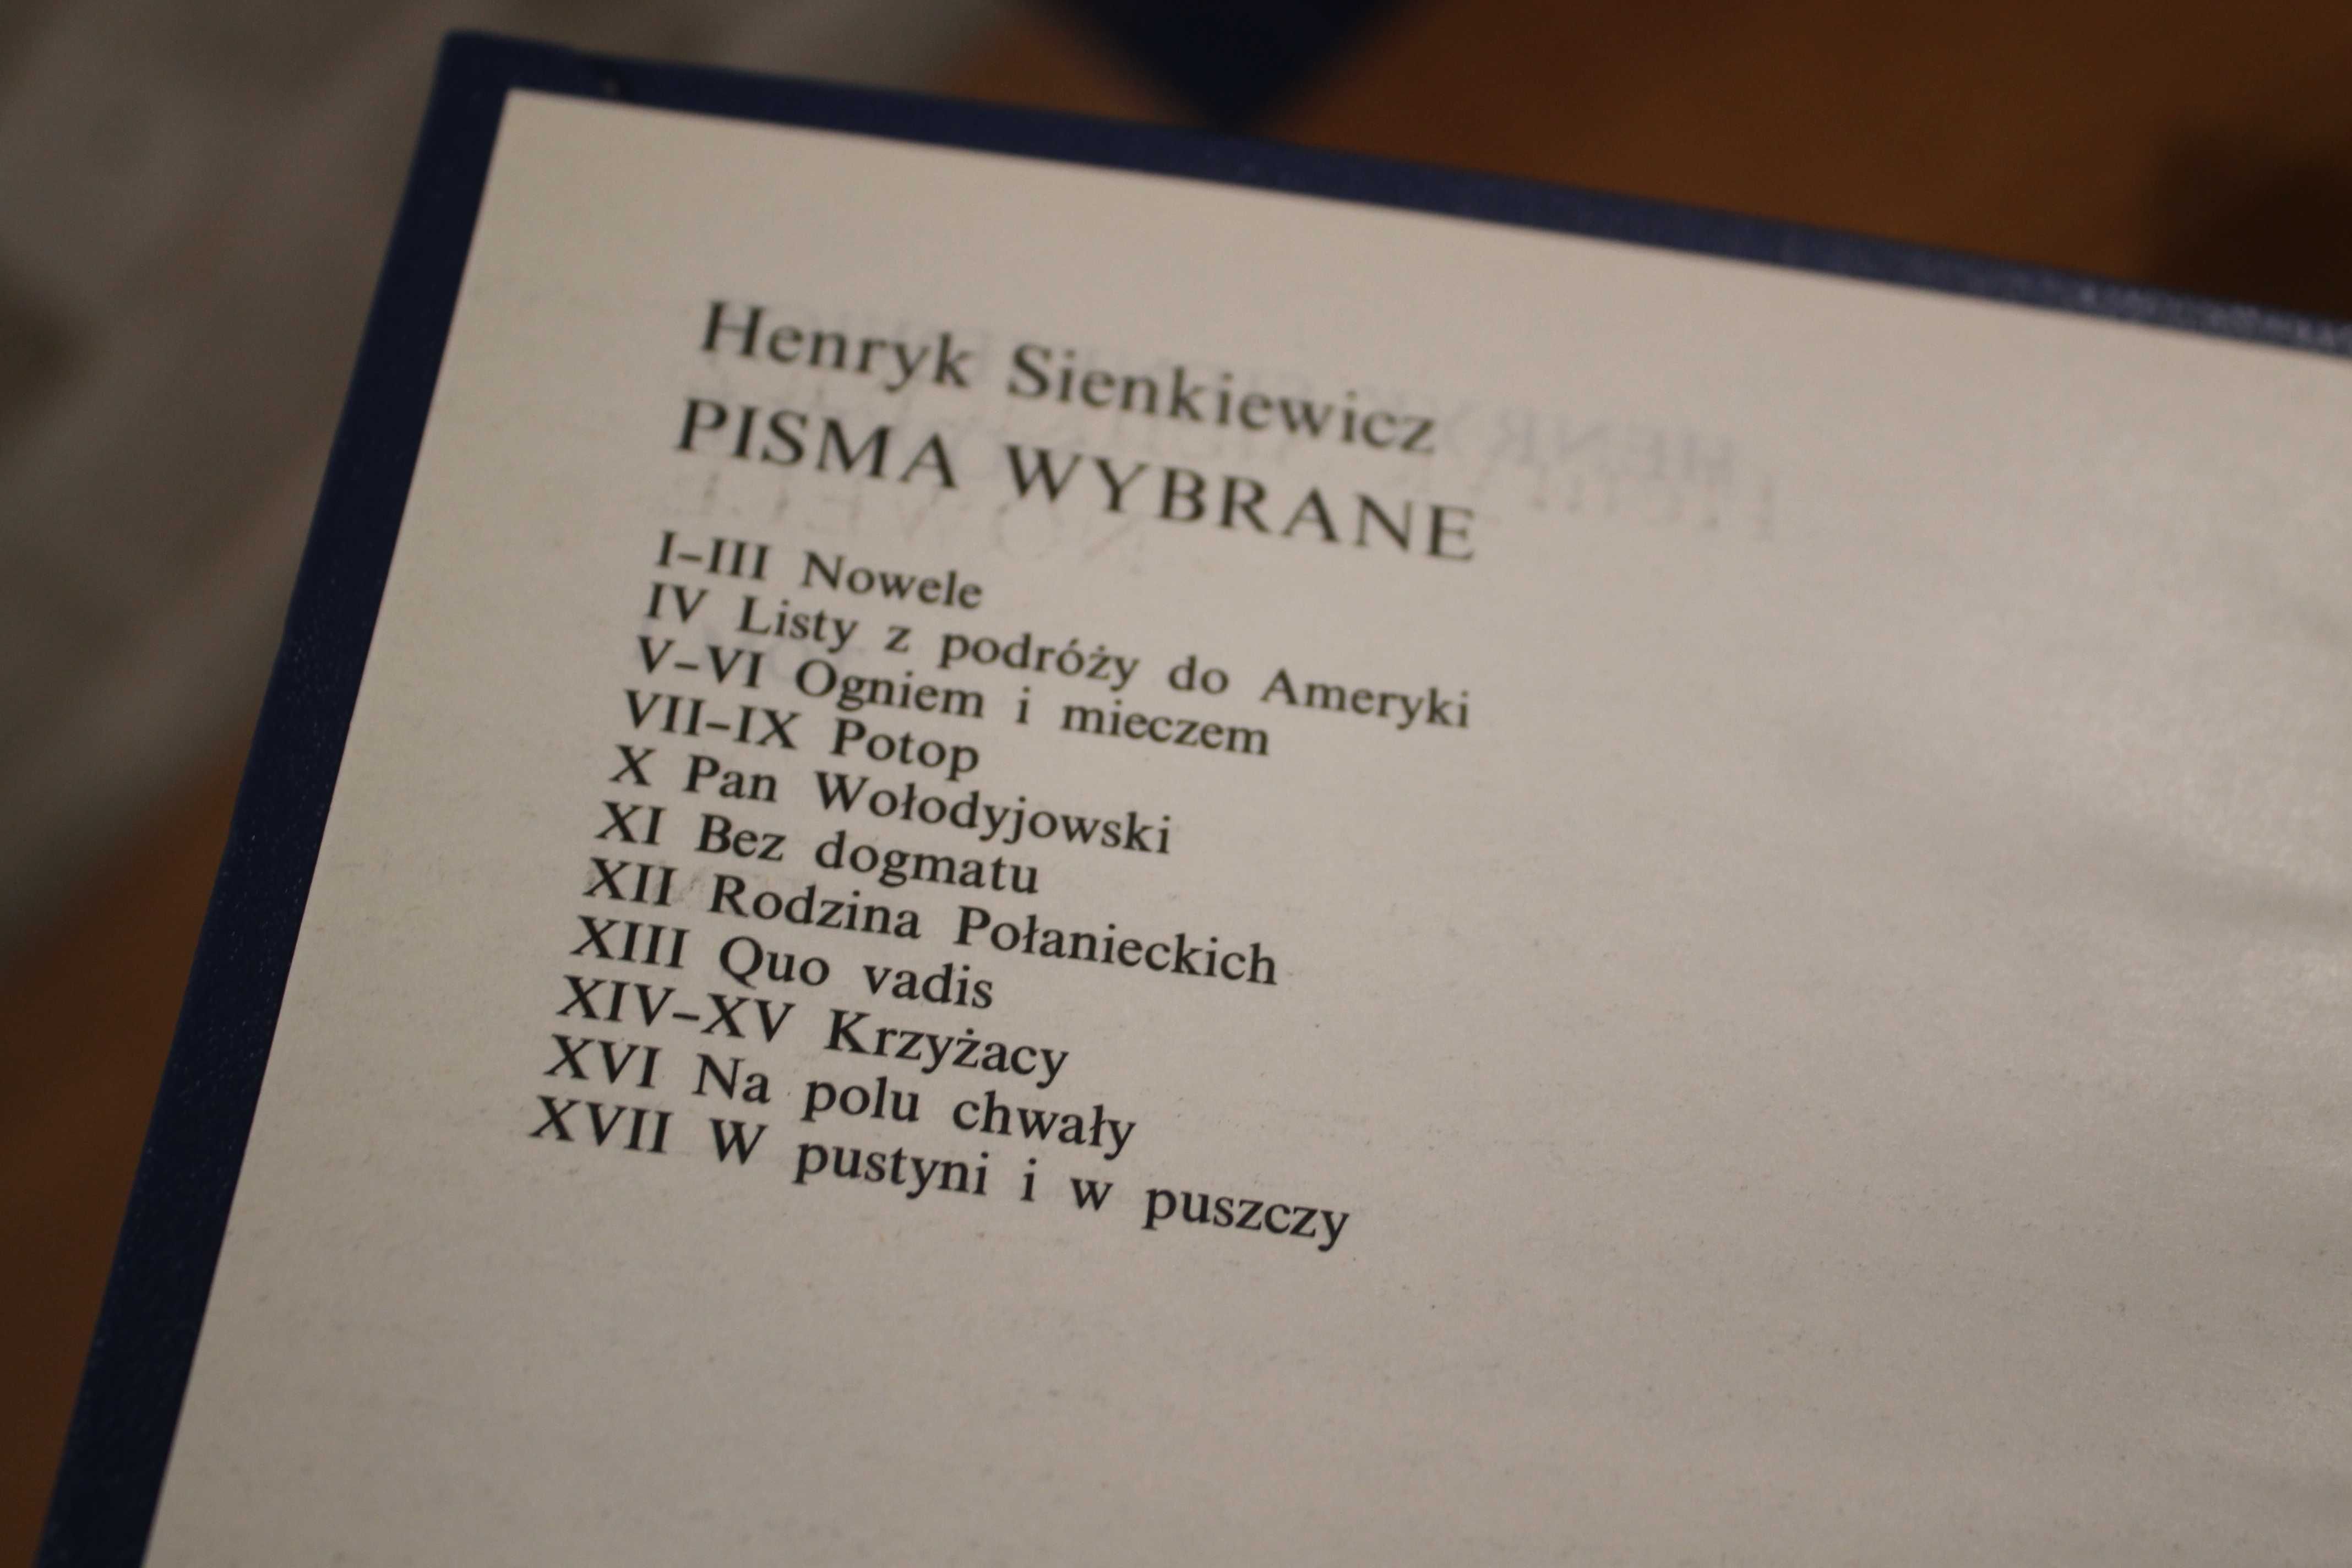 Henryk Sienkiewicz
PISMA WYBRANE
I–III Nowele
IV Listy z podróży do Ameryki
V–VI Ogniem i mieczem
VII–IX Potop
X Pan Wołodyjowski
XI Bez dogmatu
XII Rodzina Połanieckich
XIII Quo vadis
XIV–XV Krzyżacy
XVI Na polu chwały
XVII W pustyni i w puszczy